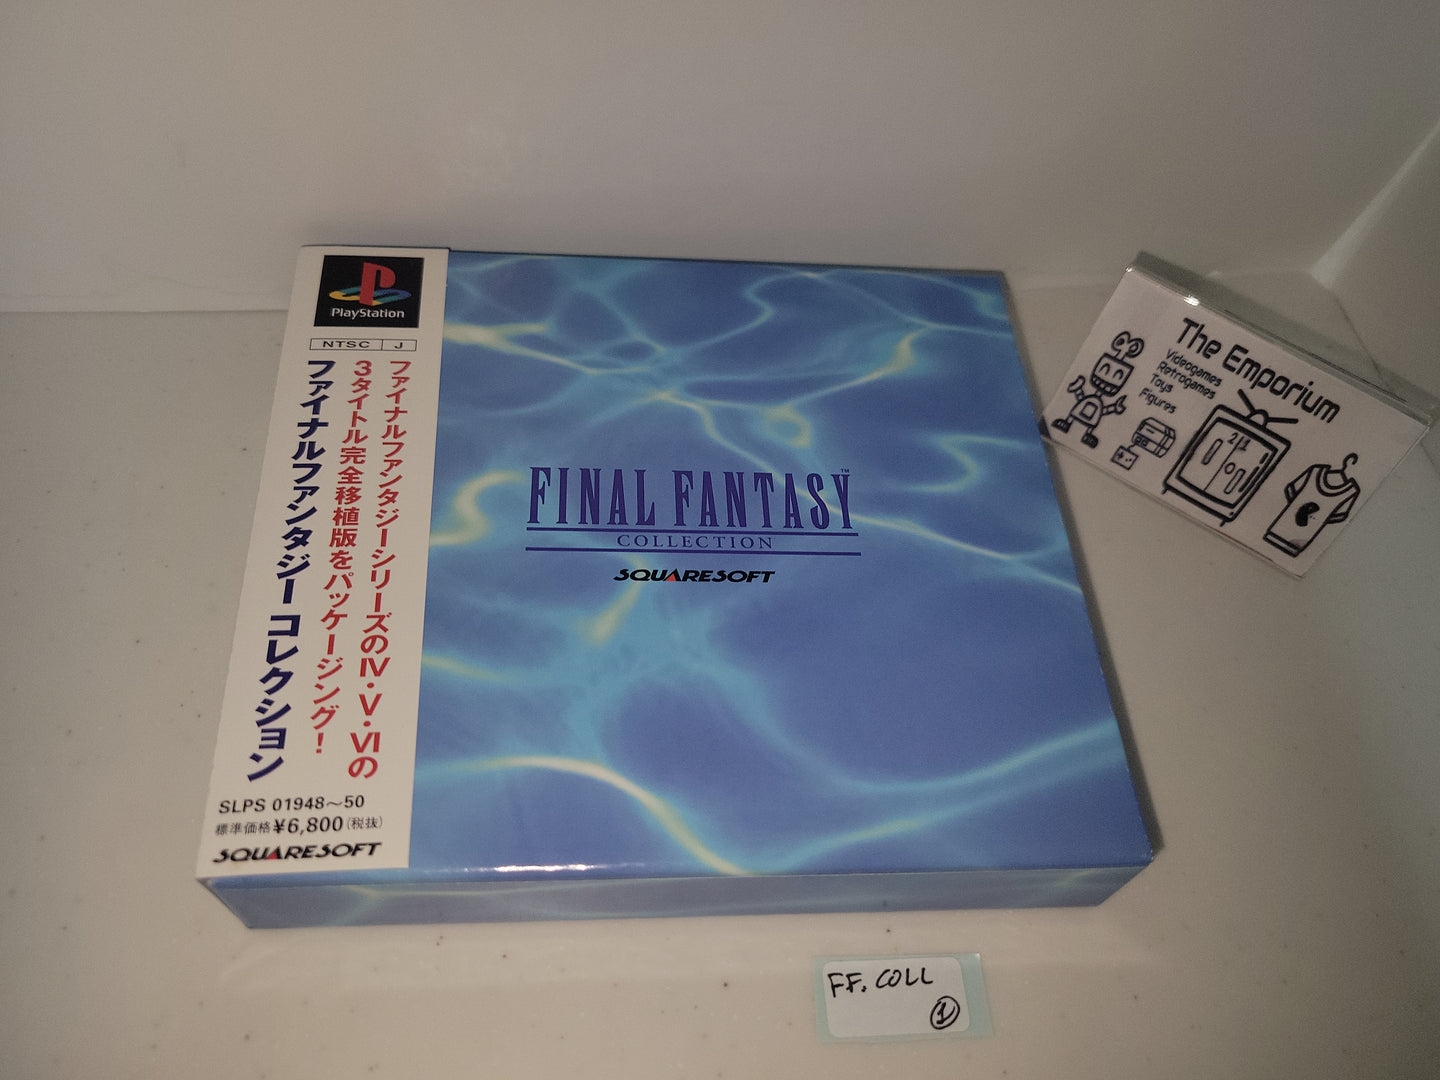 PlayStation
NTSC J
ファイナルファンタジーシリーズのⅣ・Ⅴ・Ⅵの
3タイトル完全移植版をパッケージング!
ファイナルファンタジー コレクション
SLPS 01948～50
標準価格¥6,800(税抜)
SQUARESOFT
FINAL FANTASY™
COLLECTION
SQUARESOFT
The Emporium
Videogames
Retrogames
Toys
Figures
FF. COLL
1